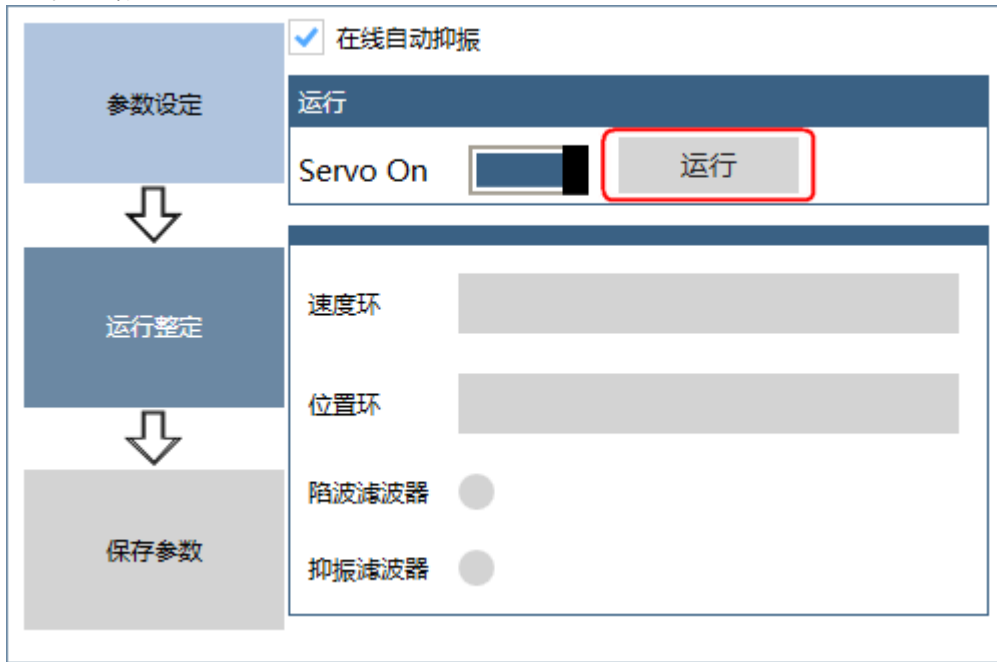 在线自动抑振
参数设定
运行
Servo On
运行
运行整定
速度环
位置环
陷波滤波器
保存参数
抑振滤波器